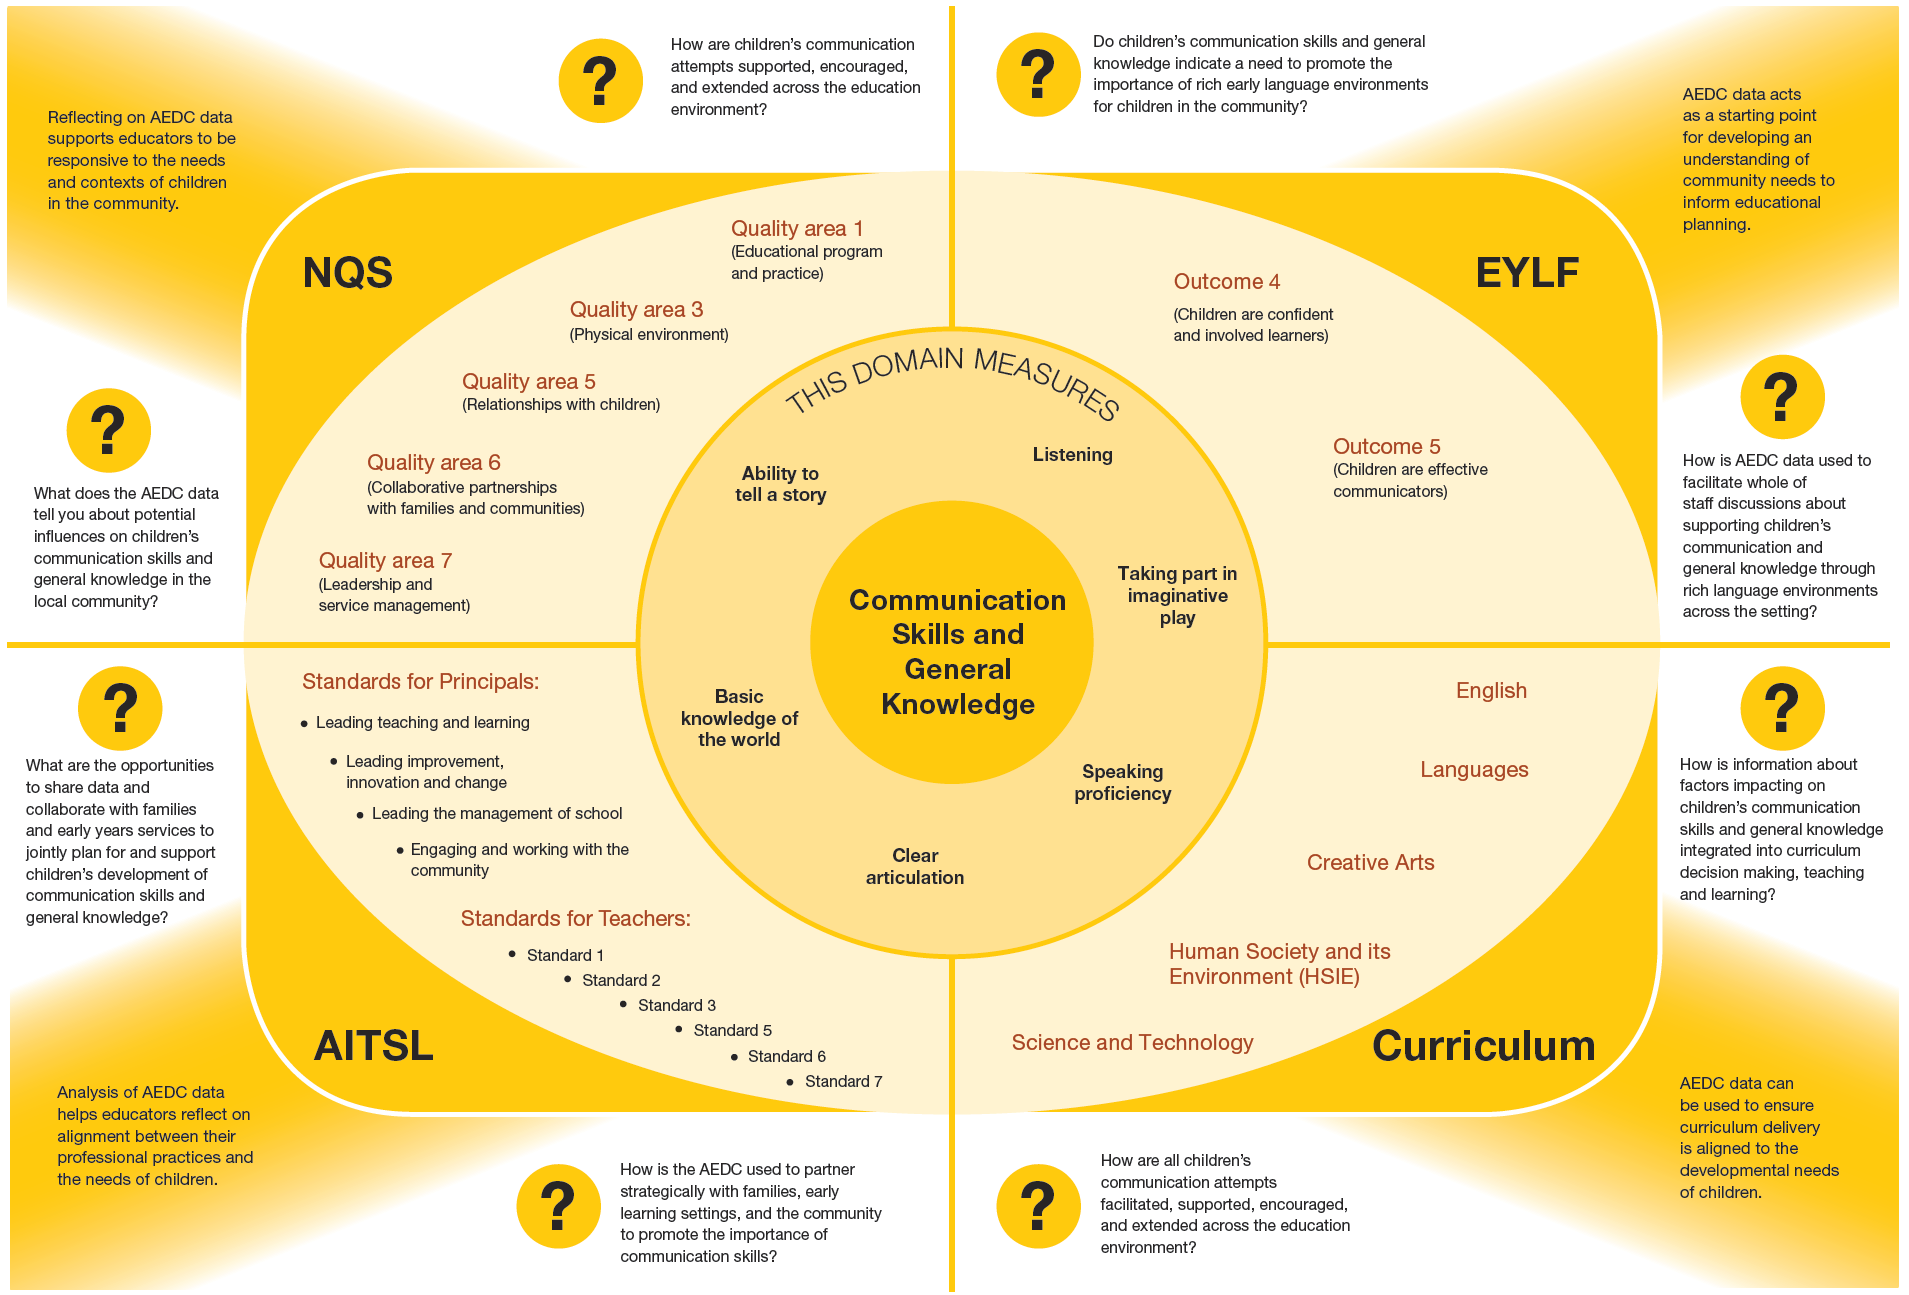 How are children's communication
attempts supported, encouraged,
and extended across the education
environment?
Do children's communication skills and general
knowledge indicate a need to promote the
importance of rich early language environments
for children in the community?
Reflecting on AEDC data
supports educators to be
responsive to the needs
and contexts of children
in the community.
AEDC data acts
as a starting point
for developing an
understanding of
community needs to
inform educational
planning.
NQS
Quality area 1
(Educational program
and practice)
Quality area 3
(Physical environment)
Quality area 5
(Relationships with children)
Quality area 6
(Collaborative partnerships
with families and communities)
Quality area 7
(Leadership and
service management)
EYLF
Outcome 4
(Children are confident
and involved learners)
Outcome 5
(Children are effective
communicators)
?
?
?
What does the AEDC data
tell you about potential
influences on children's
communication skills and
general knowledge in the
local community?
?
How is AEDC data used to
facilitate whole of
staff discussions about
supporting children's
communication and
general knowledge through
rich language environments
across the setting?
THIS DOMAIN MEASURES
Listening
Ability to
tell a story
Taking part in
imaginative
play
Communication
Skills and
General
Knowledge
Basic
knowledge of
the world
Speaking
proficiency
Clear
articulation
?
What are the opportunities
to share data and
collaborate with families
and early years services to
jointly plan for and support
children's development of
communication skills and
general knowledge?
Standards for Principals:
• Leading teaching and learning
• Leading improvement,
innovation and change
• Leading the management of school
• Engaging and working with the
community
Standards for Teachers:
• Standard 1
• Standard 2
• Standard 3
• Standard 5
• Standard 6
• Standard 7
AITSL
English
Languages
Creative Arts
Human Society and its
Environment (HSIE)
Science and Technology
Curriculum
?
How is information about
factors impacting on
children's communication
skills and general knowledge
integrated into curriculum
decision making, teaching
and learning?
Analysis of AEDC data
helps educators reflect on
alignment between their
professional practices and
the needs of children.
?
How is the AEDC used to partner
strategically with families, early
learning settings, and the community
to promote the importance of
communication skills?
?
How are all children's
communication attempts
facilitated, supported, encouraged,
and extended across the education
environment?
AEDC data can
be used to ensure
curriculum delivery
is aligned to the
developmental needs
of children.